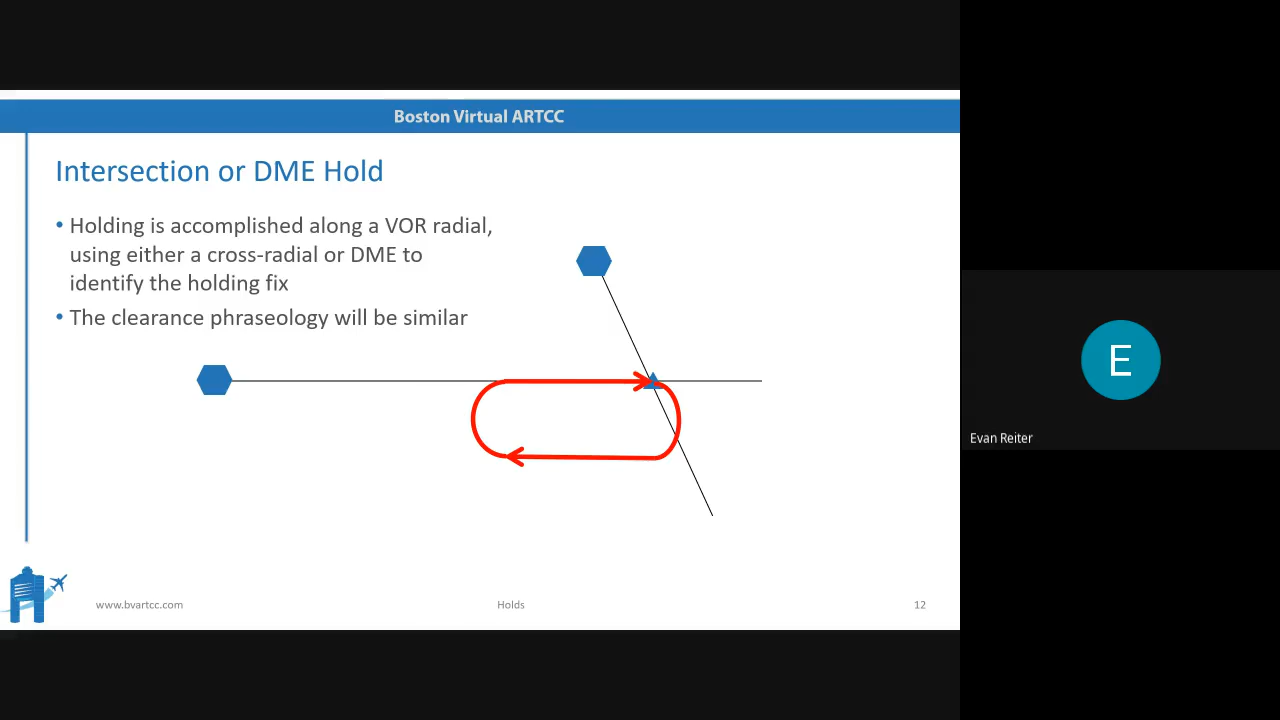 Boston Virtual ARTCC
Intersection or DME Hold
• Holding is accomplished along a VOR radial,
using either a cross-radial or DME to
identify the holding fix
• The clearance phraseology will be similar
E
Evan Reiter
www.bvartcc.com
Holds
12